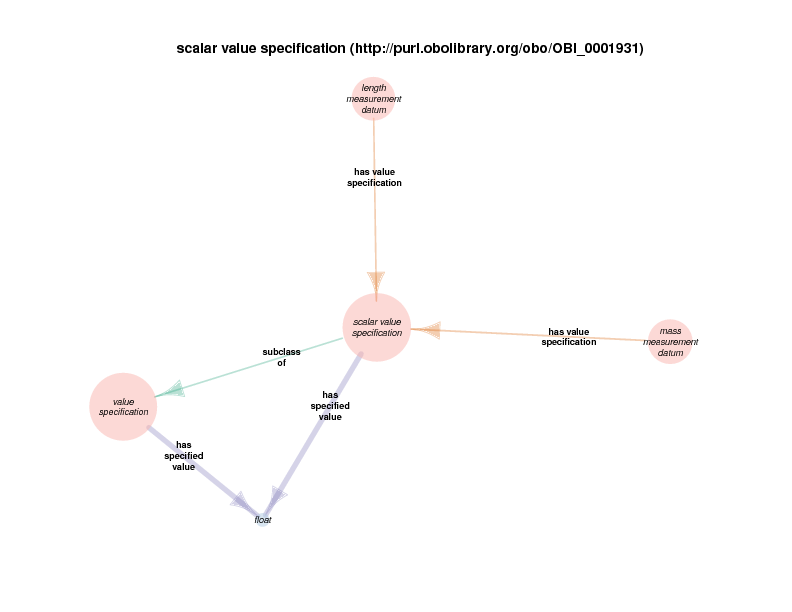 scalar value specification (http://purl.obolibrary.org/obo/OBI_0001931)
length
measurement
datum
has value
specification
scalar value
specification
has value
specification
mass
measurement
datum
subclass
of
has
specified
value
value
specification
has
specified
value
float